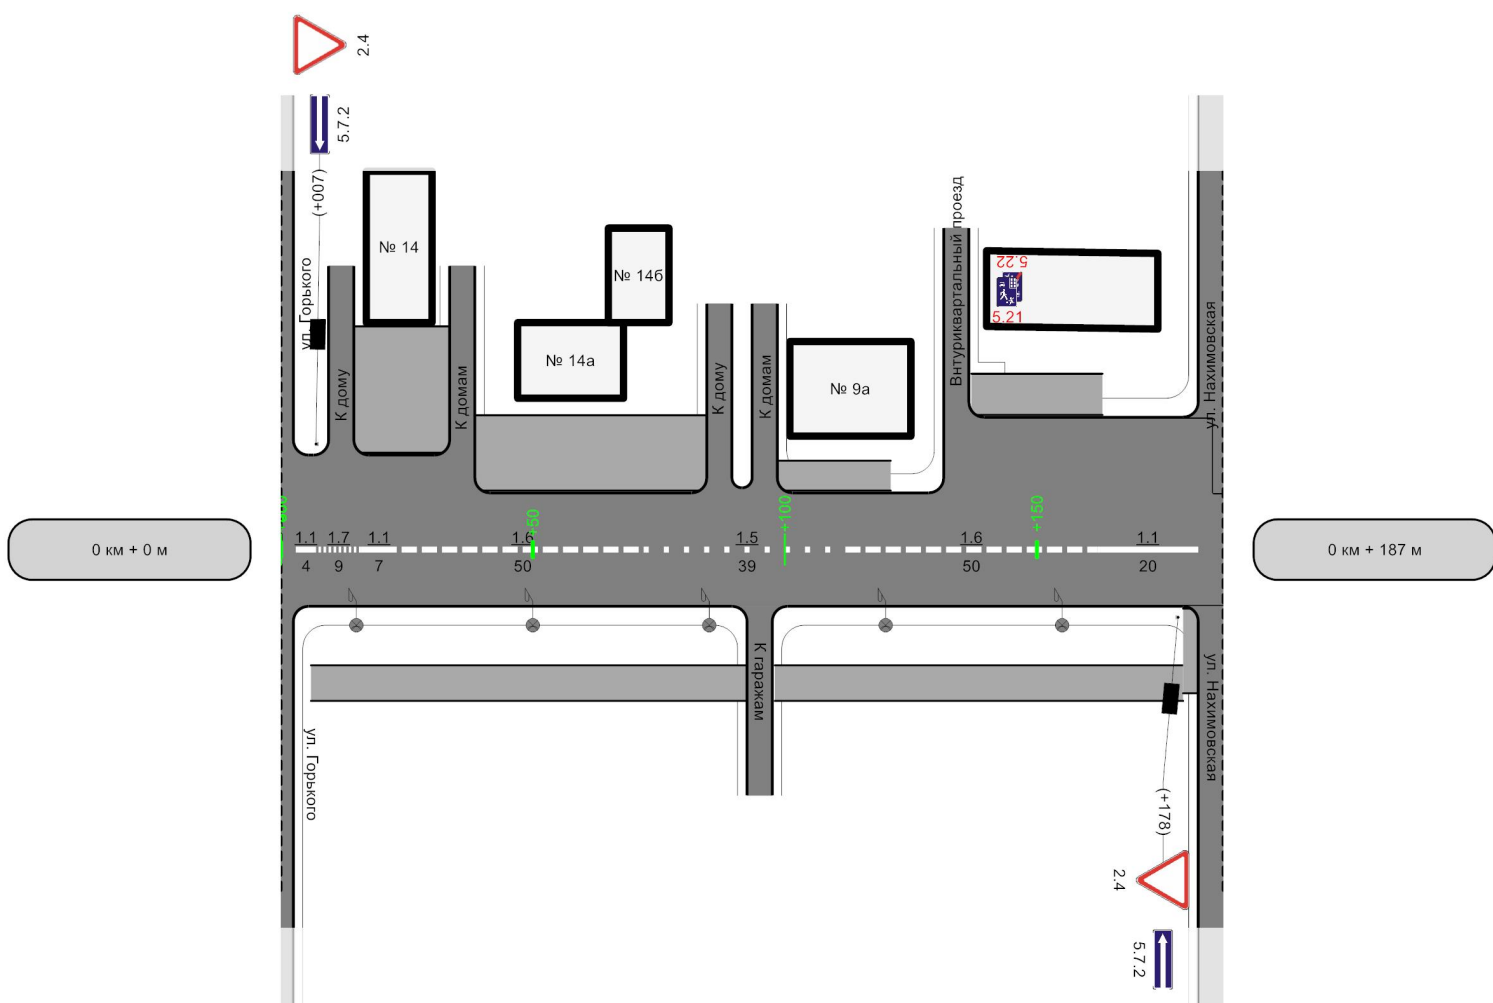 2.4
5.7.2
(+007)
ул. Горького
№ 14
К дому
К домам
№ 14а
№ 14б
К дому
К домам
№ 9а
Внтуриквартальный проезд
5.22
5.21
ул. Нахимовская
+50
+100
+150
0 км + 0 м
1.1
1.7
1.1
1.6
1.5
1.6
1.1
4
9
7
50
39
50
20
0 км + 187 м
ул. Горького
К гаражам
ул. Нахимовская
(+178)
2.4
5.7.2